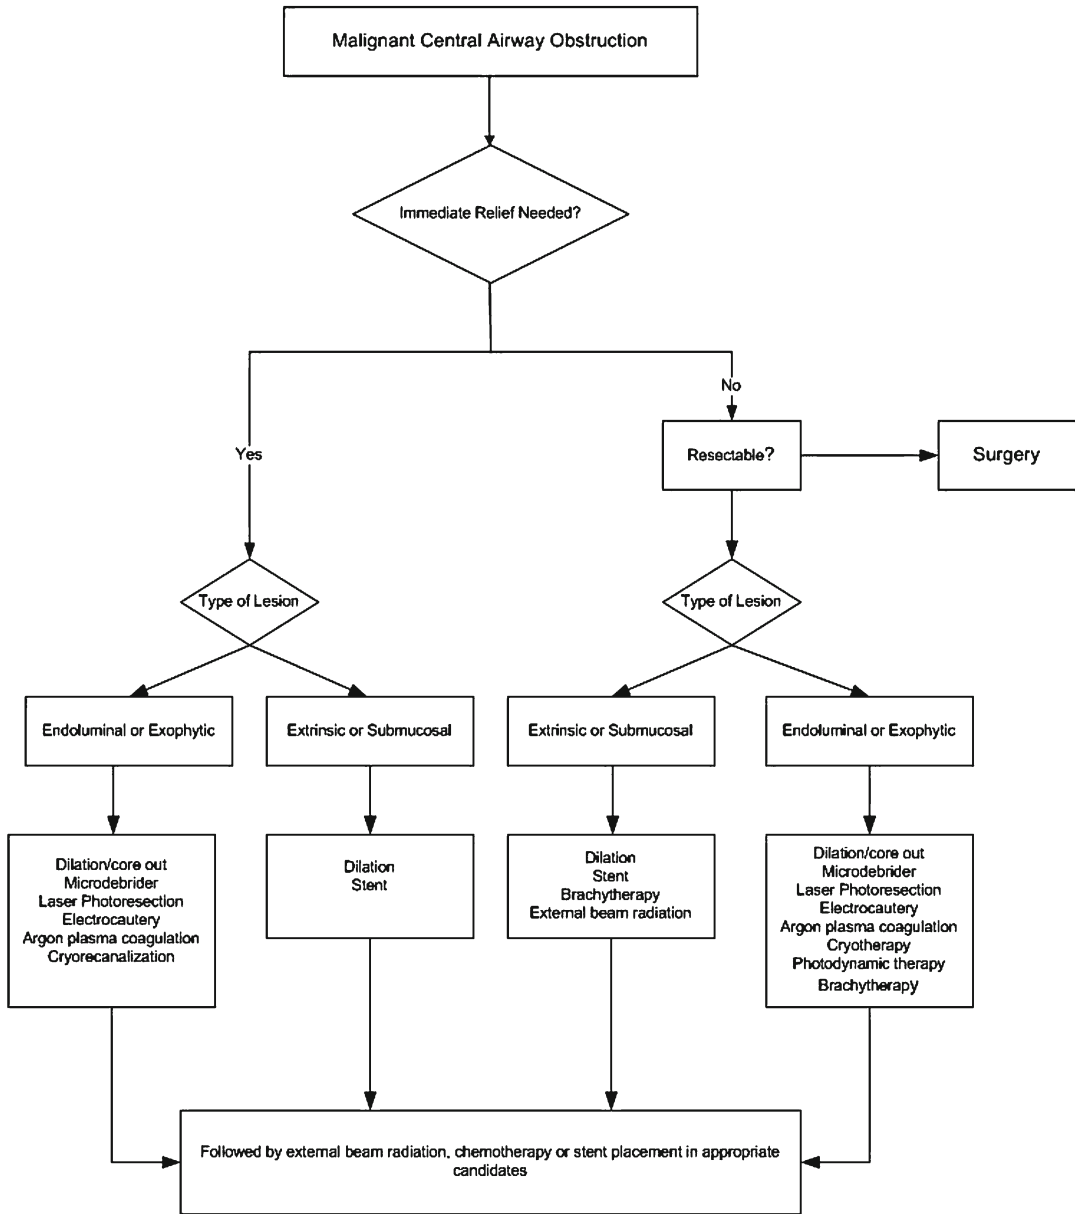 Malignant Central Airway Obstruction
Immediate Relief Needed?
No
Yes
Resectable?
Surgery
Type of Lesion
Type of Lesion
Endoluminal or Exophytic
Extrinsic or Submucosal
Extrinsic or Submucosal
Endoluminal or Exophytic
Dilation/core out
Microdebrider
Laser Photoresection
Electrocautery
Argon plasma coagulation
Cryorecanalization
Dilation
Stent
Dilation
Stent
Brachytherapy
External beam radiation
Dilation/core out
Microdebrider
Laser Photoresection
Electrocautery
Argon plasma coagulation
Cryotherapy
Photodynamic therapy
Brachytherapy
Followed by external beam radiation, chemotherapy or stent placement in appropriate
candidates